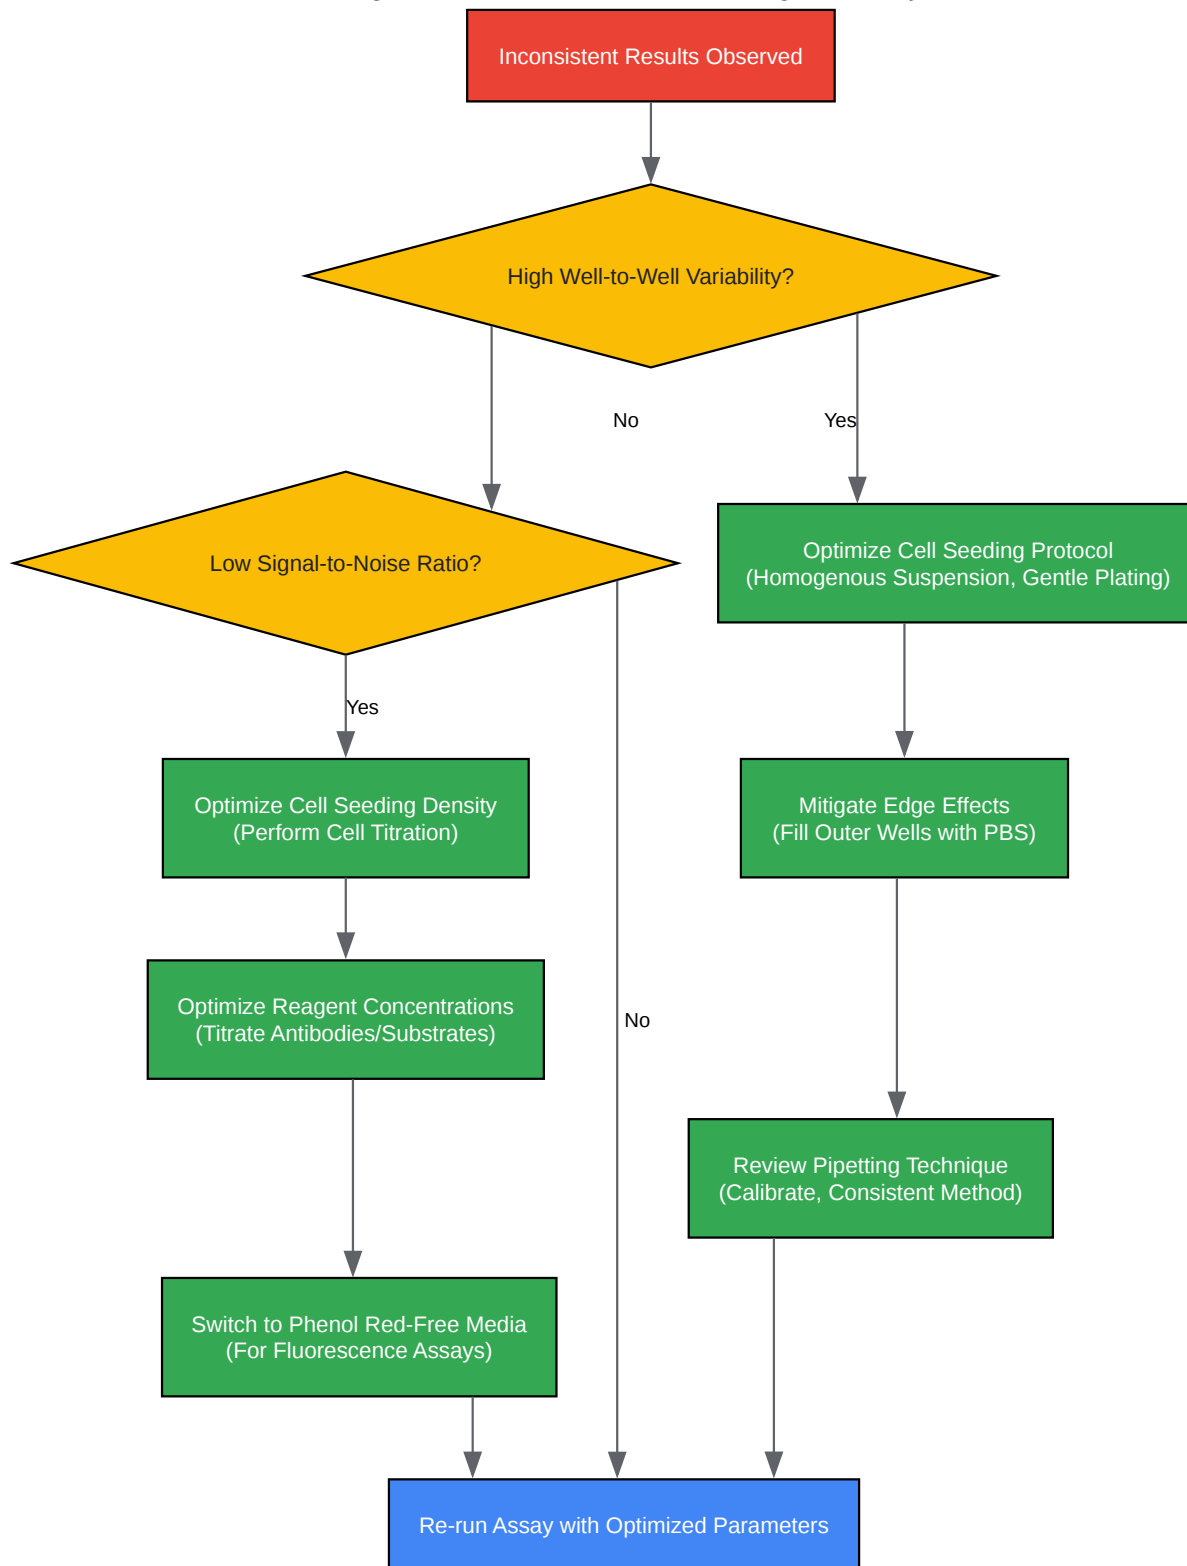 Inconsistent Results Observed
High Well-to-Well Variability?
No
Yes
Low Signal-to-Noise Ratio?
Optimize Cell Seeding Protocol
(Homogenous Suspension, Gentle Plating)
Yes
Optimize Cell Seeding Density
(Perform Cell Titration)
Mitigate Edge Effects
(Fill Outer Wells with PBS)
Optimize Reagent Concentrations
(Titrate Antibodies/Substrates)
No
Review Pipetting Technique
(Calibrate, Consistent Method)
Switch to Phenol Red-Free Media
(For Fluorescence Assays)
Re-run Assay with Optimized Parameters